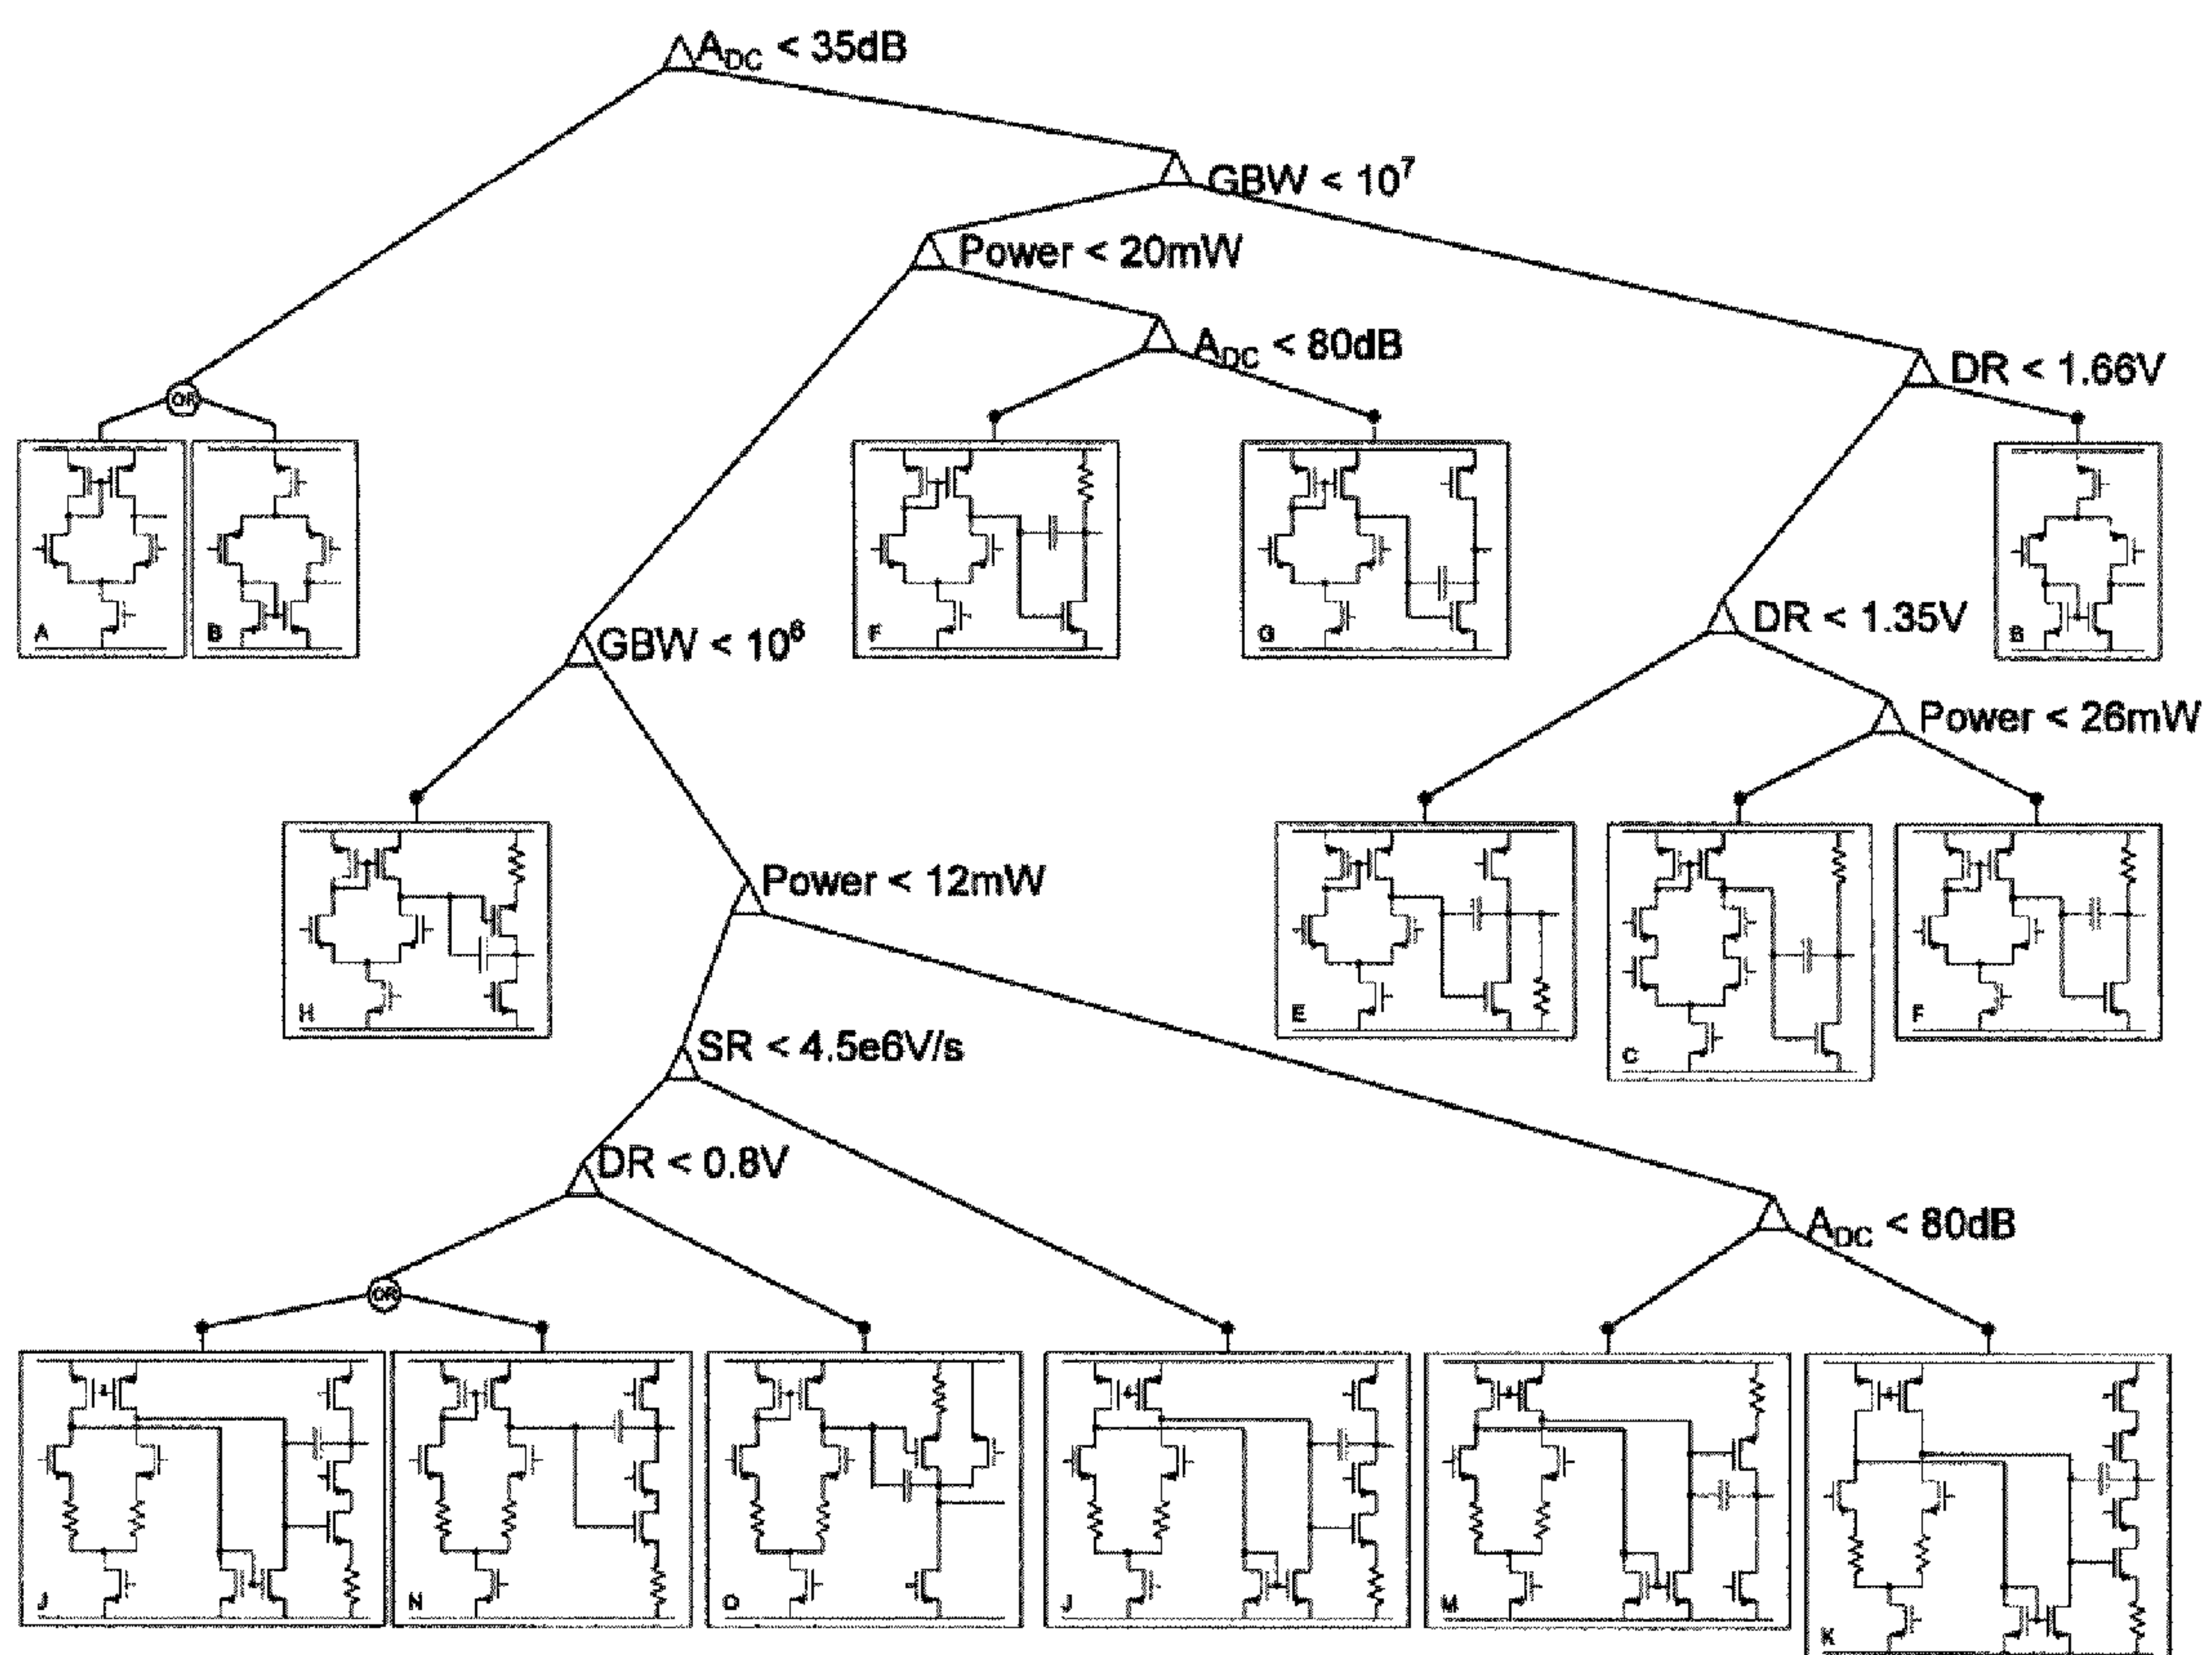 A_DC < 35dB
GBW < 10^7
Power < 20mW
A_DC < 80dB
DR < 1.66V
OR
A
B
F
G
B
DR < 1.35V
GBW < 10^6
Power < 26mW
Power < 12mW
H
E
C
F
SR < 4.5e6V/s
DR < 0.8V
A_DC < 80dB
OR
J
N
O
J
M
K